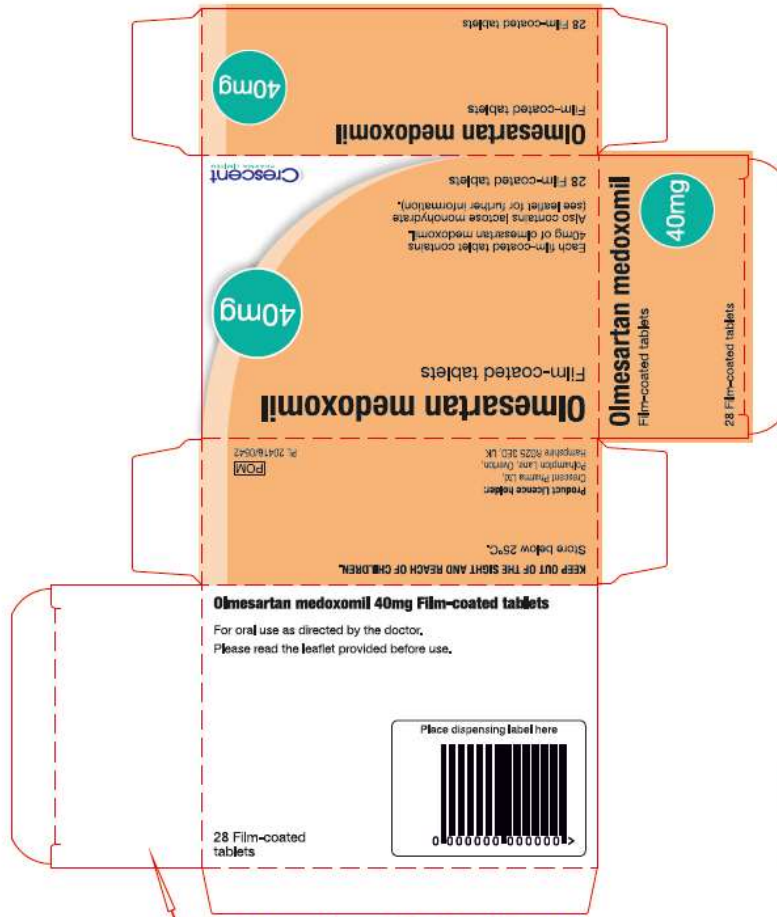 28 Film-coated tablets
40mg
Film-coated tablets
Olmesartan medoxomil
Crescent
28 Film-coated tablets
(see leaflet for further information).
Also contains lactose monohydrate
40mg of olmesartan medoxomil.
Each film-coated tablet contains
40mg
Film-coated tablets
Olmesartan medoxomil
Olmesartan medoxomil
Film-coated tablets
40mg
28 Film-coated tablets
PL 20416/0542
POM
Hampshire RG25 3ED, UK
Polhampton Lane, Overton,
Crescent Pharma Ltd,
Product Licence holder:
Store below 25°C.
KEEP OUT OF THE SIGHT AND REACH OF CHILDREN.
Olmesartan medoxomil 40mg Film-coated tablets
For oral use as directed by the doctor.
Please read the leaflet provided before use.
Place dispensing label here
0 000000 000000 >
28 Film-coated
tablets